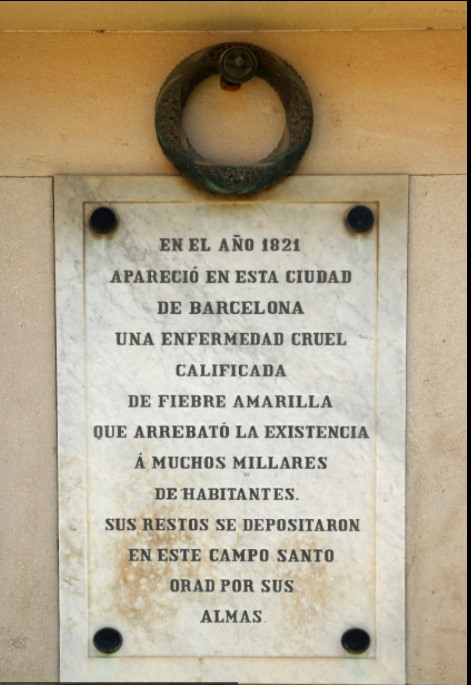 EN EL AÑO 1821
APARECIÓ EN ESTA CIUDAD
DE BARCELONA
UNA ENFERMEDAD CRUEL
CALIFICADA
DE FIEBRE AMARILLA
QUE ARREBATÓ LA EXISTENCIA
Á MUCHOS MILLARES
DE HABITANTES.
SUS RESTOS SE DEPOSITARON
EN ESTE CAMPO SANTO
ORAD POR SUS
ALMAS